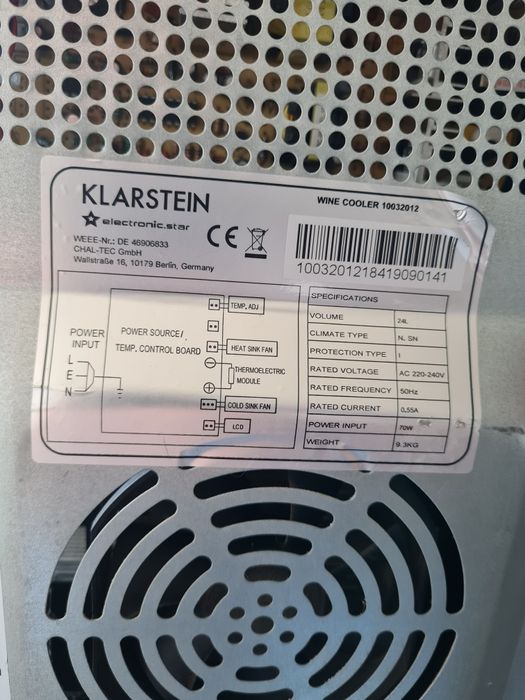 KLARSTEIN
electronic.star
WEEE-Nr.: DE 46906833
CHAL-TEC GmbH
Wallstraße 16, 10179 Berlin, Germany
CE
WINE COOLER 10032012
1003201218419090141
POWER
INPUT
L
E
N
POWER SOURCE/
TEMP. CONTROL BOARD
TEMP, ADJ
HEAT SINK FAN
THERMOELECTRIC
MODULE
COLD SINK FAN
LCD
SPECIFICATIONS
VOLUME 24L
CLIMATE TYPE N, SN
PROTECTION TYPE I
RATED VOLTAGE AC 220-240V
RATED FREQUENCY 50Hz
RATED CURRENT 0,55A
POWER INPUT 70W
WEIGHT 9.3KG